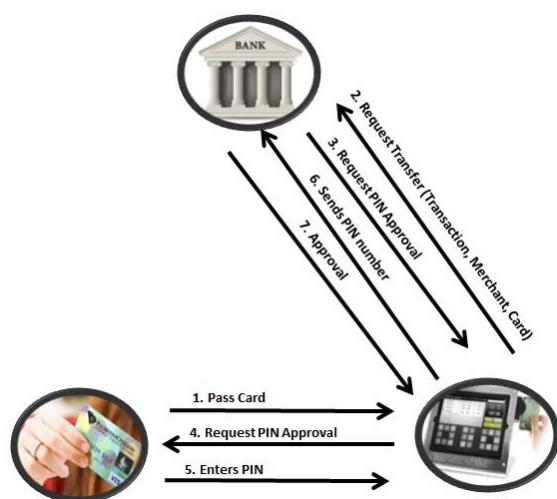 BANK
2. Request Transfer (Transaction, Merchant, Card)
3. Request PIN Approval
6. Sends PIN number
7. Approval
1. Pass Card
4. Request PIN Approval
5. Enters PIN
VISA